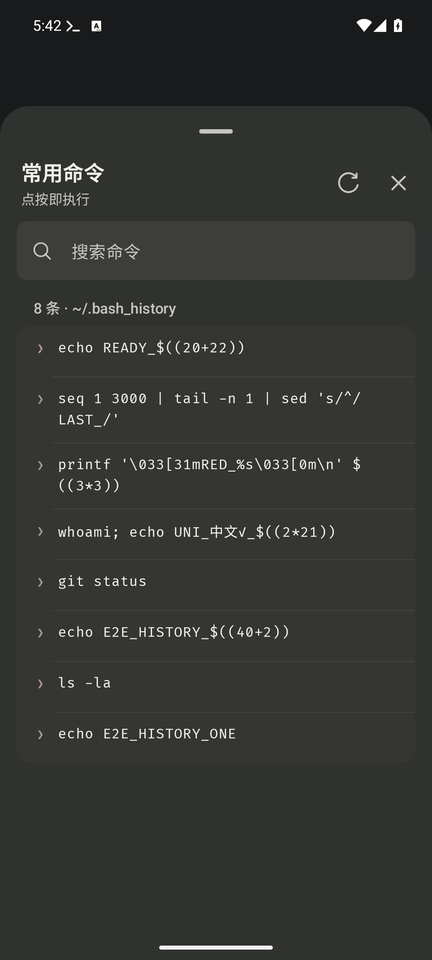 5:42
常用命令
点按即执行
搜索命令
8 条 · ~/.bash_history
echo READY_$((20+22))
seq 1 3000 | tail -n 1 | sed 's/^/
LAST_/'
printf '\033[31mRED_%s\033[0m\n' $
((3*3))
whoami; echo UNI_中文√_$((2*21))
git status
echo E2E_HISTORY_$((40+2))
ls -la
echo E2E_HISTORY_ONE